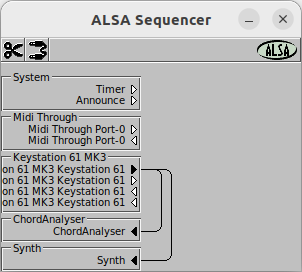 ALSA Sequencer
ALSA
System
Timer
Announce
Midi Through
Midi Through Port-0
Midi Through Port-0
Keystation 61 MK3
on 61 MK3 Keystation 61
on 61 MK3 Keystation 61
on 61 MK3 Keystation 61
on 61 MK3 Keystation 61
ChordAnalyser
ChordAnalyser
Synth
Synth